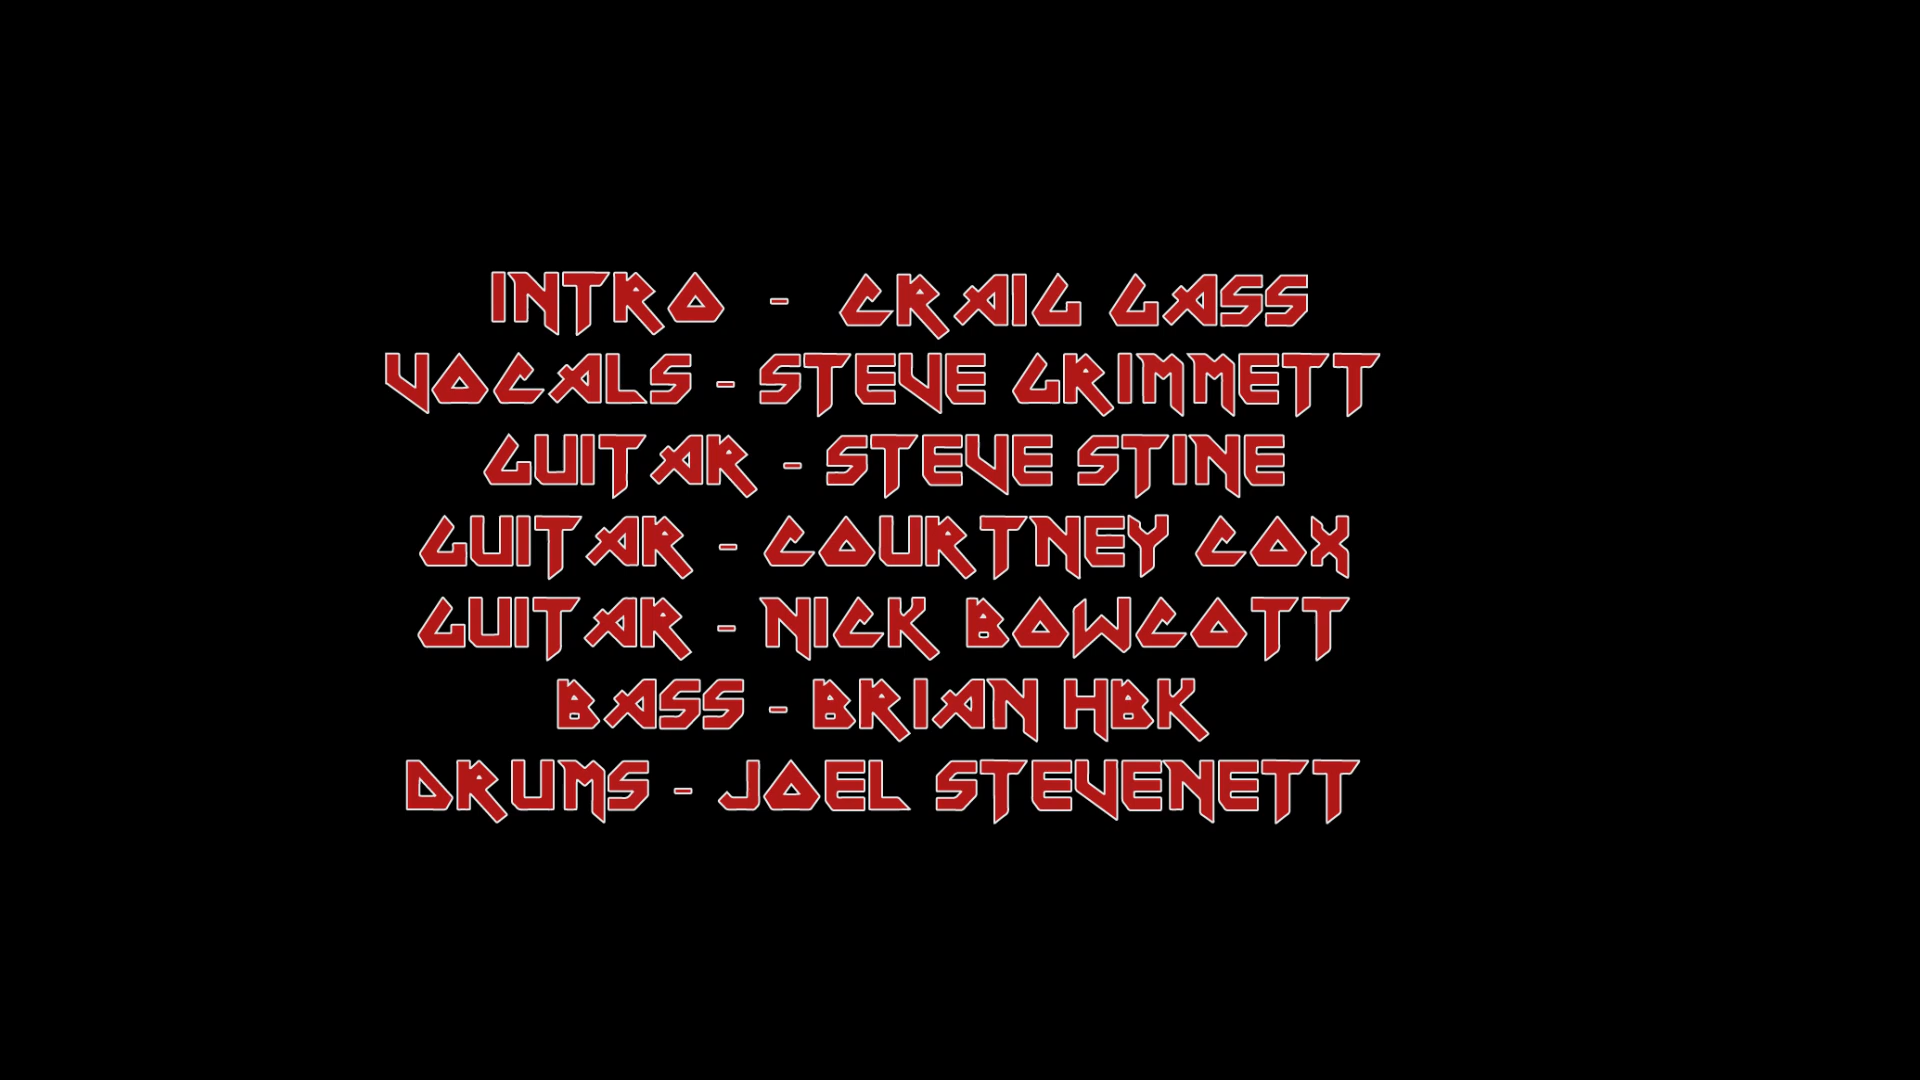 INTRO - CRAIG GASS
VOCALS - STEVE GRIMMETT
GUITAR - STEVE STINE
GUITAR - COURTNEY COX
GUITAR - NICK BOWCOTT
BASS - BRIAN HBK
DRUMS - JOEL STEVENETT